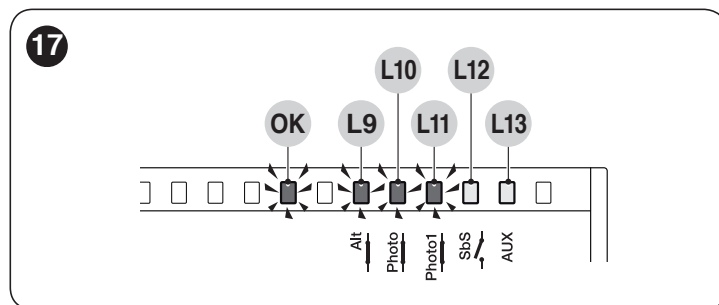 17
L10 L12
OK L9 L11 L13
Alt
Photo
Photo1
SbS
AUX